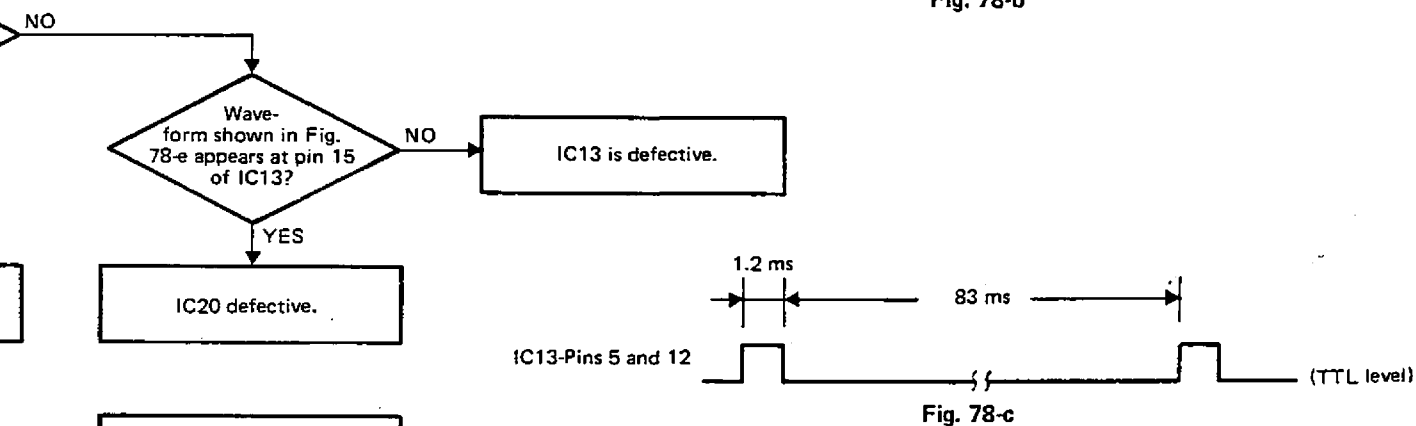 Fig. 78-b
NO
Wave-
form shown in Fig.
78-e appears at pin 15
of IC13?
NO
IC13 is defective.
YES
IC20 defective.
1.2 ms
83 ms
IC13-Pins 5 and 12
(TTL level)
Fig. 78-c